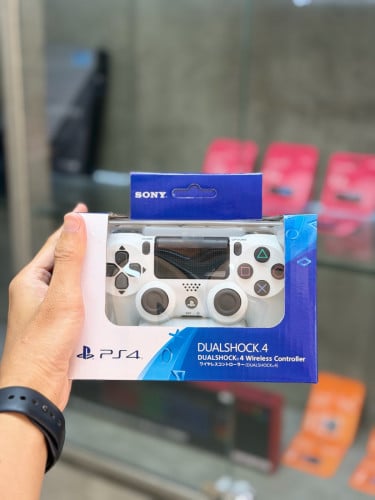 SONY
PS4
DUALSHOCK 4
DUALSHOCK®4 Wireless Controller
ワイヤレスコントローラー (DUALSHOCK®4)